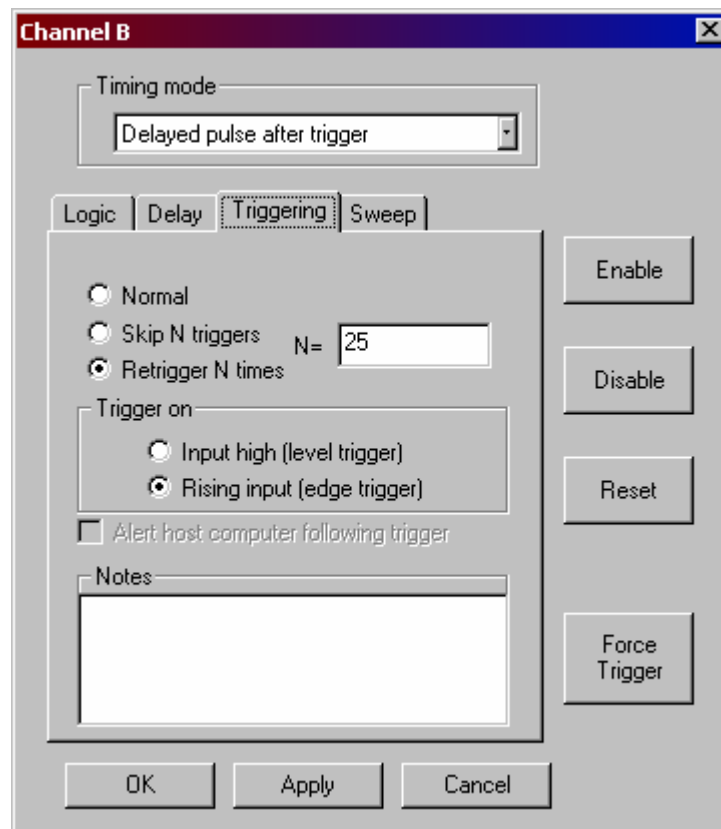 Channel B
Timing mode
Delayed pulse after trigger
Logic Delay Triggering Sweep
Normal
Skip N triggers
N= 25
Retrigger N times
Trigger on
Input high (level trigger)
Rising input (edge trigger)
Alert host computer following trigger
Notes
Enable
Disable
Reset
Force
Trigger
OK Apply Cancel